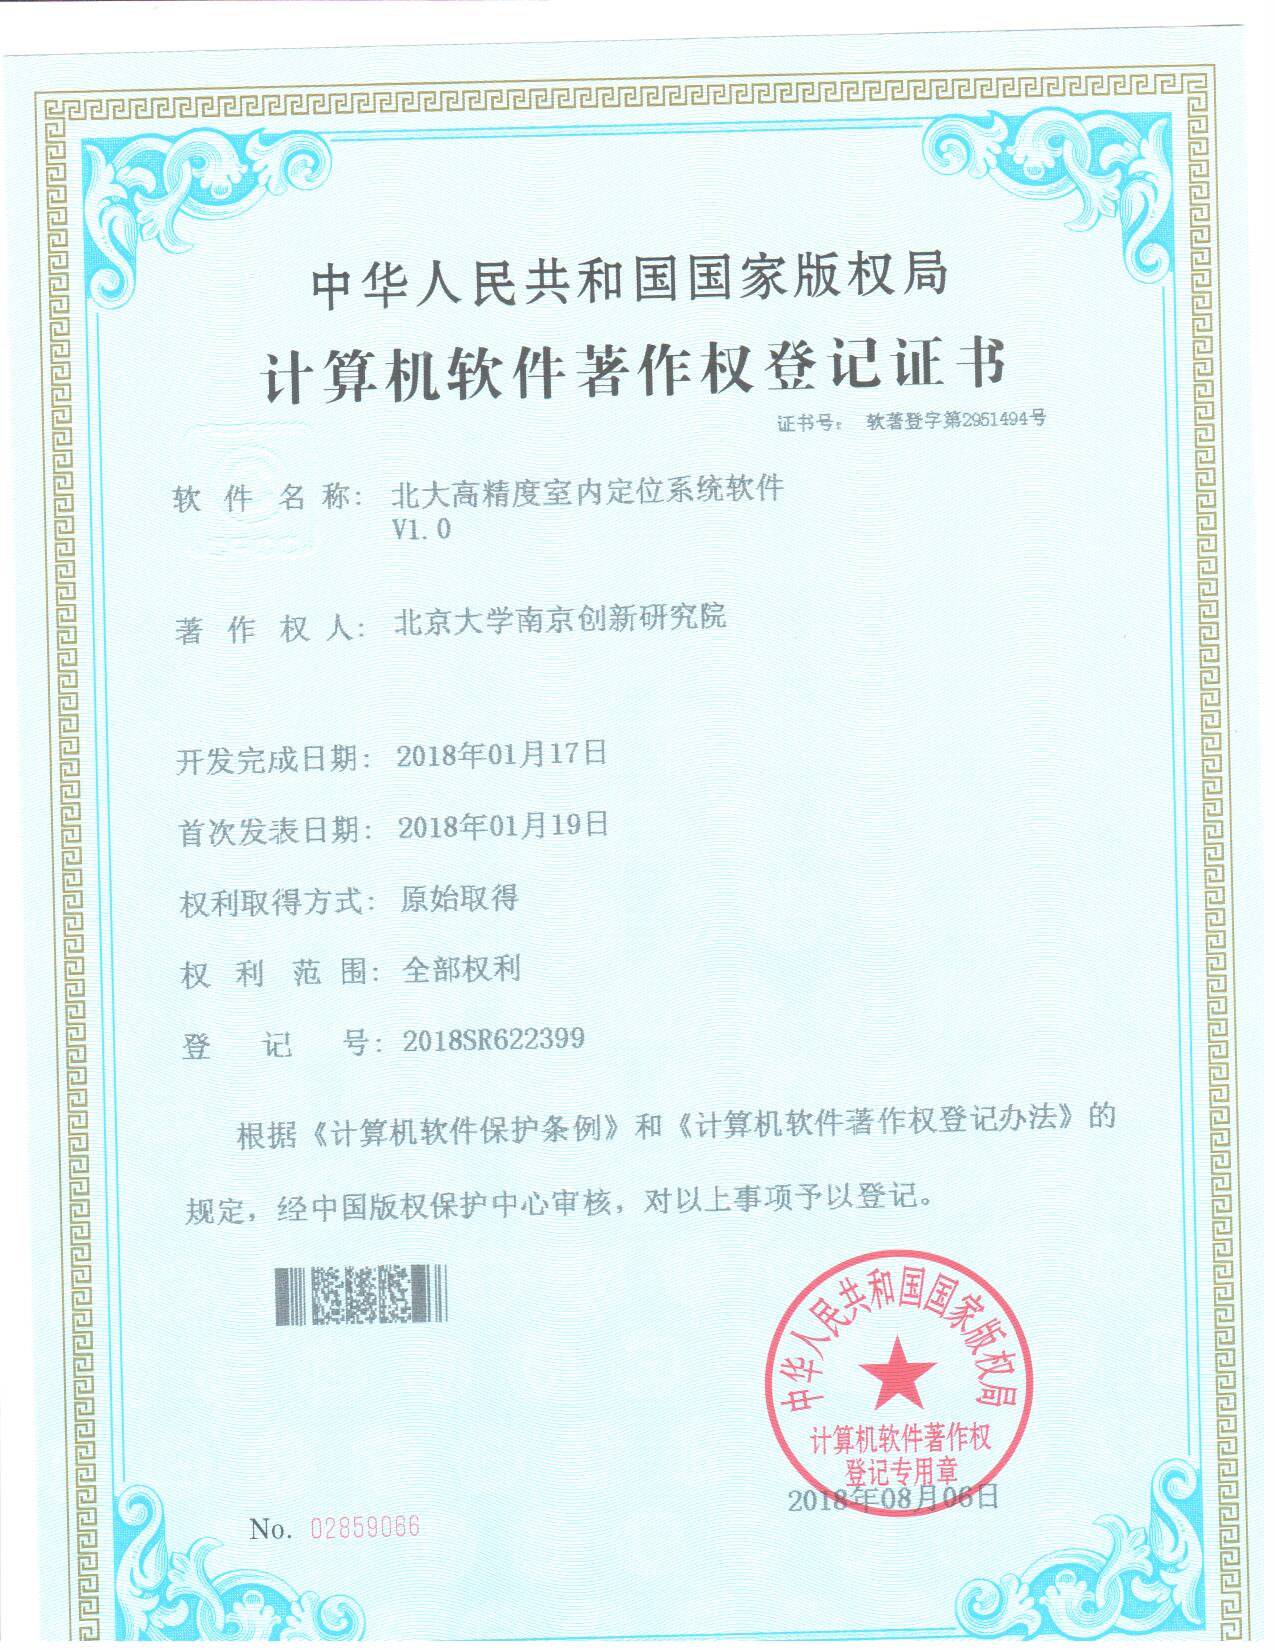 中华人民共和国国家版权局
计算机软件著作权登记证书
证书号： 软著登字第2951494号
软件名称： 北大高精度室内定位系统软件
V1.0
著作权人： 北京大学南京创新研究院
开发完成日期： 2018年01月17日
首次发表日期： 2018年01月19日
权利取得方式： 原始取得
权利范围： 全部权利
登记号： 2018SR622399
根据《计算机软件保护条例》和《计算机软件著作权登记办法》的
规定，经中国版权保护中心审核，对以上事项予以登记。
中华人民共和国国家版权局
计算机软件著作权
登记专用章
2018年08月06日
No. 02859066